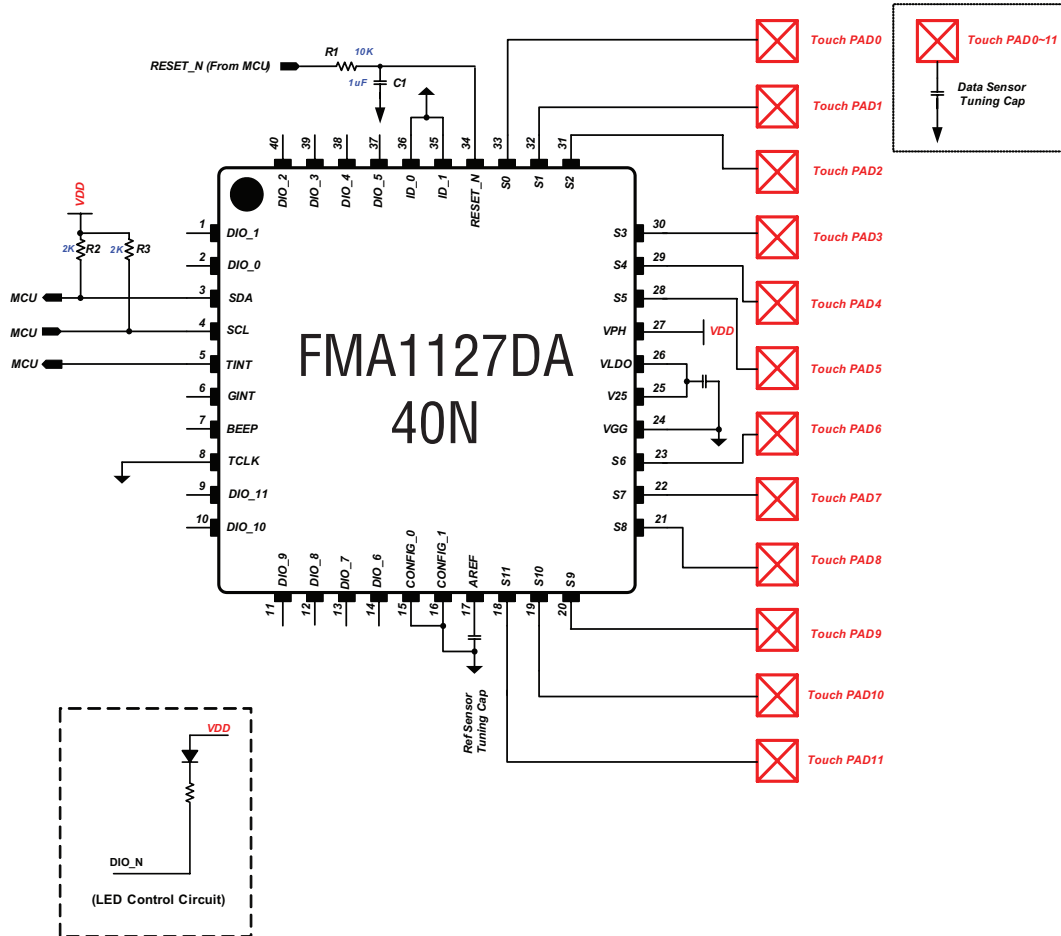 Touch PAD0
Touch PAD0~11
Data Sensor
Tuning Cap
R1
10K
RESET_N (From MCU)
1uF
C1
Touch PAD1
40
39
38
37
36
35
34
33
32
31
Touch PAD2
DIO_2
DIO_3
DIO_4
DIO_5
ID_0
ID_1
RESET_N
S0
S1
S2
VDD
2K
R2
2K
R3
1
DIO_1
2
DIO_0
MCU
3
SDA
MCU
4
SCL
MCU
5
TINT
6
GINT
7
BEEP
8
TCLK
9
DIO_11
10
DIO_10
FMA1127DA
40N
S3
30
Touch PAD3
S4
29
Touch PAD4
S5
28
VPH
27
VDD
VLDO
26
Touch PAD5
V25
25
VGG
24
Touch PAD6
S6
23
S7
22
Touch PAD7
S8
21
Touch PAD8
DIO_9
DIO_8
DIO_7
DIO_6
CONFIG_0
CONFIG_1
AREF
S11
S10
S9
11
12
13
14
15
16
17
18
19
20
Touch PAD9
Ref Sensor
Tuning Cap
Touch PAD10
Touch PAD11
VDD
DIO_N
(LED Control Circuit)